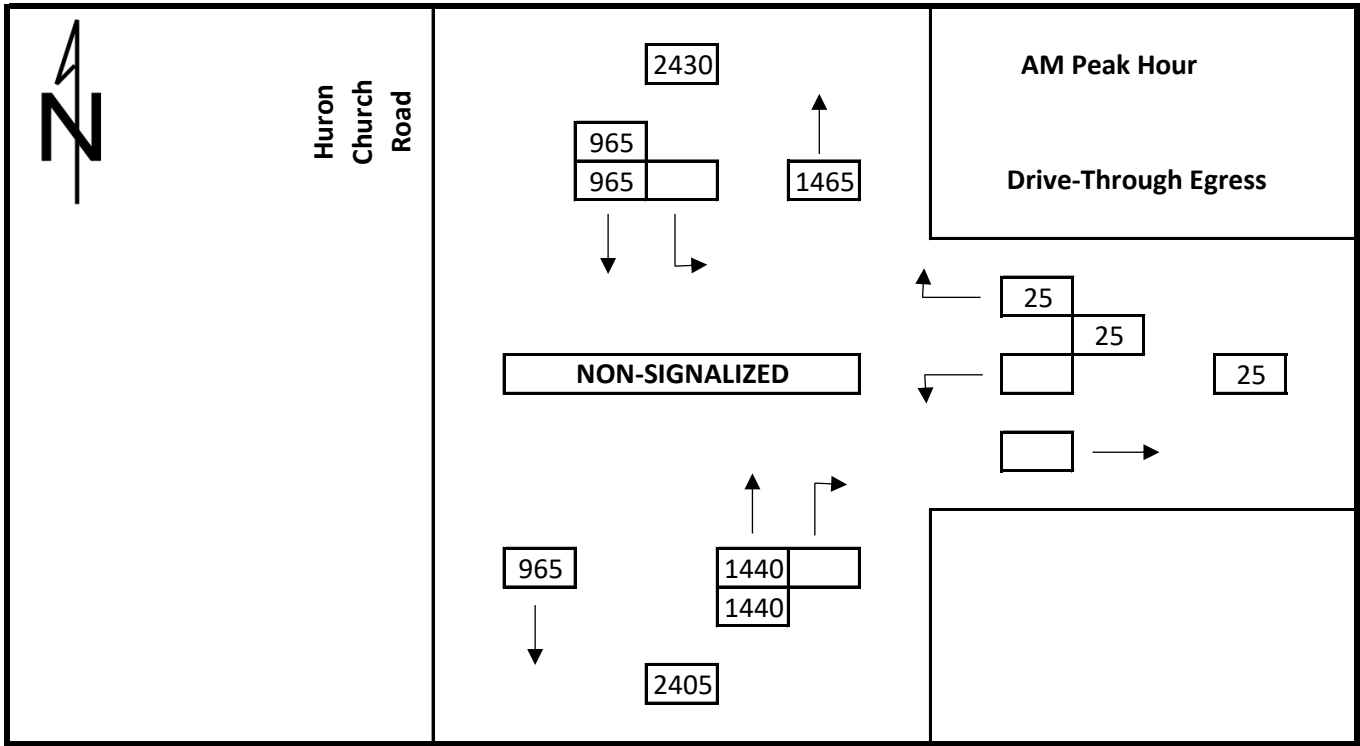 N
Huron
Church
Road
2430
AM Peak Hour
965
965
1465
Drive-Through Egress
25
25
NON-SIGNALIZED
25
965
1440
1440
2405